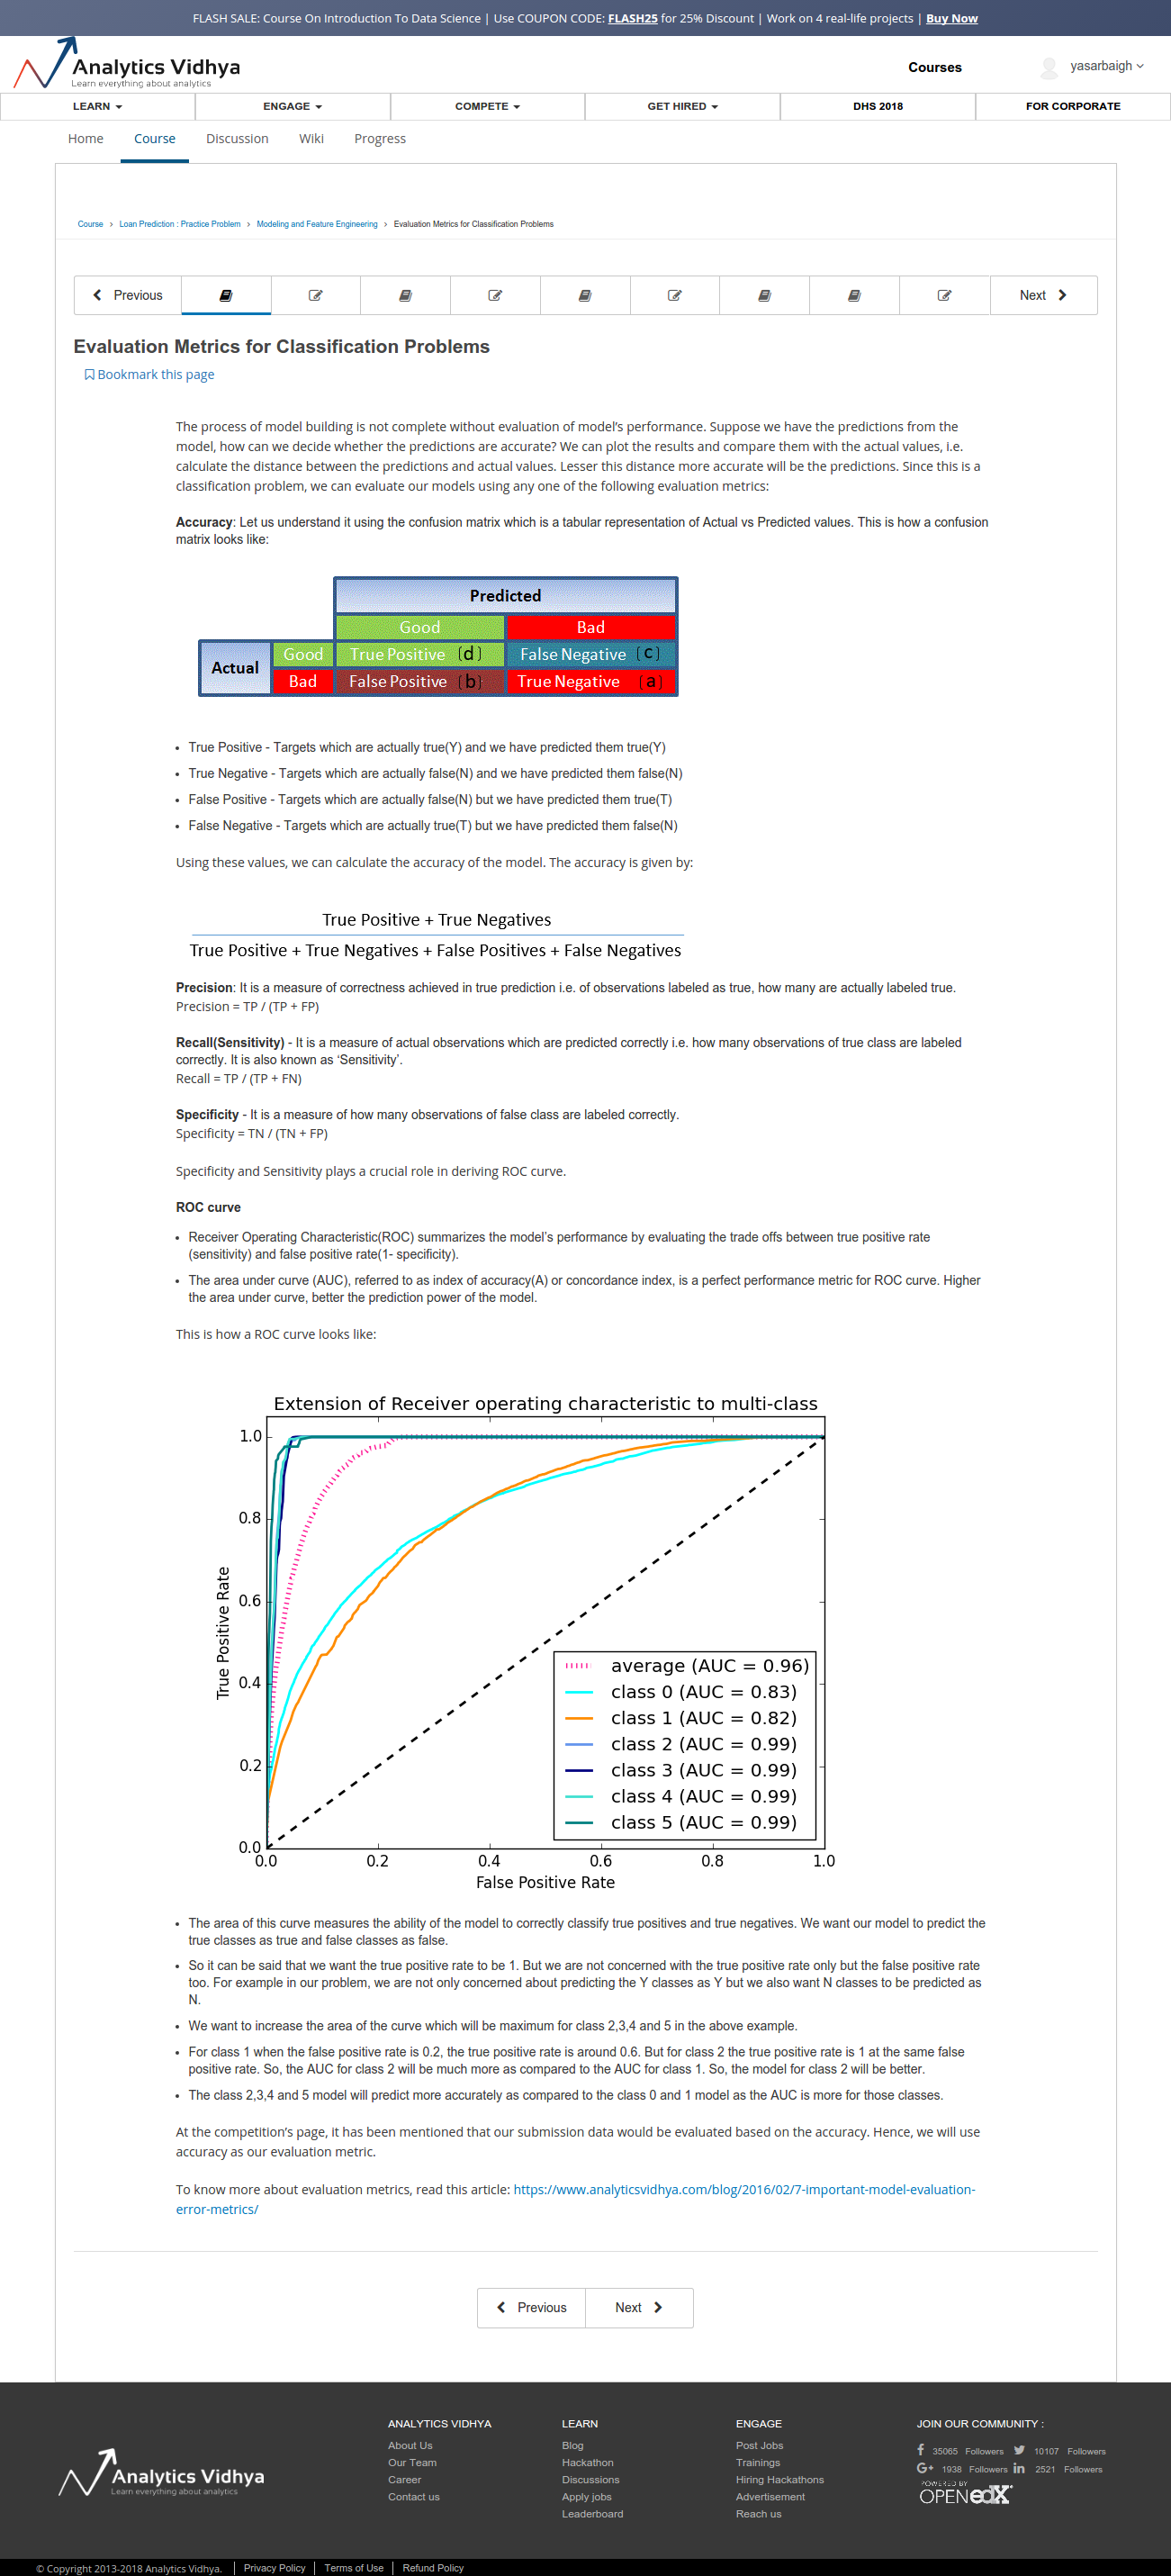 FLASH SALE: Course On Introduction To Data Science | Use COUPON CODE: FLASH25 for 25% Discount | Work on 4 real-life projects | Buy Now
Analytics Vidhya
Learn everything about analytics
Courses
yasarbaigh
LEARN
ENGAGE
COMPETE
GET HIRED
DHS 2018
FOR CORPORATE
Home
Course
Discussion
Wiki
Progress
Course > Loan Prediction : Practice Problem > Modeling and Feature Engineering > Evaluation Metrics for Classification Problems
Previous
Next
Evaluation Metrics for Classification Problems
Bookmark this page
The process of model building is not complete without evaluation of model's performance. Suppose we have the predictions from the
model, how can we decide whether the predictions are accurate? We can plot the results and compare them with the actual values, i.e.
calculate the distance between the predictions and actual values. Lesser this distance more accurate will be the predictions. Since this is a
classification problem, we can evaluate our models using any one of the following evaluation metrics:
Accuracy: Let us understand it using the confusion matrix which is a tabular representation of Actual vs Predicted values. This is how a confusion
matrix looks like:
Predicted
Good Bad
Actual
Good True Positive (d) False Negative (c)
Bad False Positive (b) True Negative (a)
• True Positive - Targets which are actually true(Y) and we have predicted them true(Y)
• True Negative - Targets which are actually false(N) and we have predicted them false(N)
• False Positive - Targets which are actually false(N) but we have predicted them true(T)
• False Negative - Targets which are actually true(T) but we have predicted them false(N)
Using these values, we can calculate the accuracy of the model. The accuracy is given by:
True Positive + True Negatives
True Positive + True Negatives + False Positives + False Negatives
Precision: It is a measure of correctness achieved in true prediction i.e. of observations labeled as true, how many are actually labeled true.
Precision = TP / (TP + FP)
Recall(Sensitivity) - It is a measure of actual observations which are predicted correctly i.e. how many observations of true class are labeled
correctly. It is also known as ‘Sensitivity’.
Recall = TP / (TP + FN)
Specificity - It is a measure of how many observations of false class are labeled correctly.
Specificity = TN / (TN + FP)
Specificity and Sensitivity plays a crucial role in deriving ROC curve.
ROC curve
• Receiver Operating Characteristic(ROC) summarizes the model's performance by evaluating the trade offs between true positive rate
(sensitivity) and false positive rate(1- specificity).
• The area under curve (AUC), referred to as index of accuracy(A) or concordance index, is a perfect performance metric for ROC curve. Higher
the area under curve, better the prediction power of the model.
This is how a ROC curve looks like:
Extension of Receiver operating characteristic to multi-class
1.0
0.8
0.6
0.4
0.2
0.0
True Positive Rate
average (AUC = 0.96)
class 0 (AUC = 0.83)
class 1 (AUC = 0.82)
class 2 (AUC = 0.99)
class 3 (AUC = 0.99)
class 4 (AUC = 0.99)
class 5 (AUC = 0.99)
0.0 0.2 0.4 0.6 0.8 1.0
False Positive Rate
• The area of this curve measures the ability of the model to correctly classify true positives and true negatives. We want our model to predict the
true classes as true and false classes as false.
• So it can be said that we want the true positive rate to be 1. But we are not concerned with the true positive rate only but the false positive rate
too. For example in our problem, we are not only concerned about predicting the Y classes as Y but we also want N classes to be predicted as
N.
• We want to increase the area of the curve which will be maximum for class 2,3,4 and 5 in the above example.
• For class 1 when the false positive rate is 0.2, the true positive rate is around 0.6. But for class 2 the true positive rate is 1 at the same false
positive rate. So, the AUC for class 2 will be much more as compared to the AUC for class 1. So, the model for class 2 will be better.
• The class 2,3,4 and 5 model will predict more accurately as compared to the class 0 and 1 model as the AUC is more for those classes.
At the competition's page, it has been mentioned that our submission data would be evaluated based on the accuracy. Hence, we will use
accuracy as our evaluation metric.
To know more about evaluation metrics, read this article: https://www.analyticsvidhya.com/blog/2016/02/7-important-model-evaluation-
error-metrics/
Previous
Next
Analytics Vidhya
Learn everything about analytics
ANALYTICS VIDHYA
About Us
Our Team
Career
Contact us
LEARN
Blog
Hackathon
Discussions
Apply jobs
Leaderboard
ENGAGE
Post Jobs
Trainings
Hiring Hackathons
Advertisement
Reach us
JOIN OUR COMMUNITY :
35065 Followers 10107 Followers
1938 Followers 2521 Followers
POWERED BY
OPEN edX
© Copyright 2013-2018 Analytics Vidhya. | Privacy Policy | Terms of Use | Refund Policy